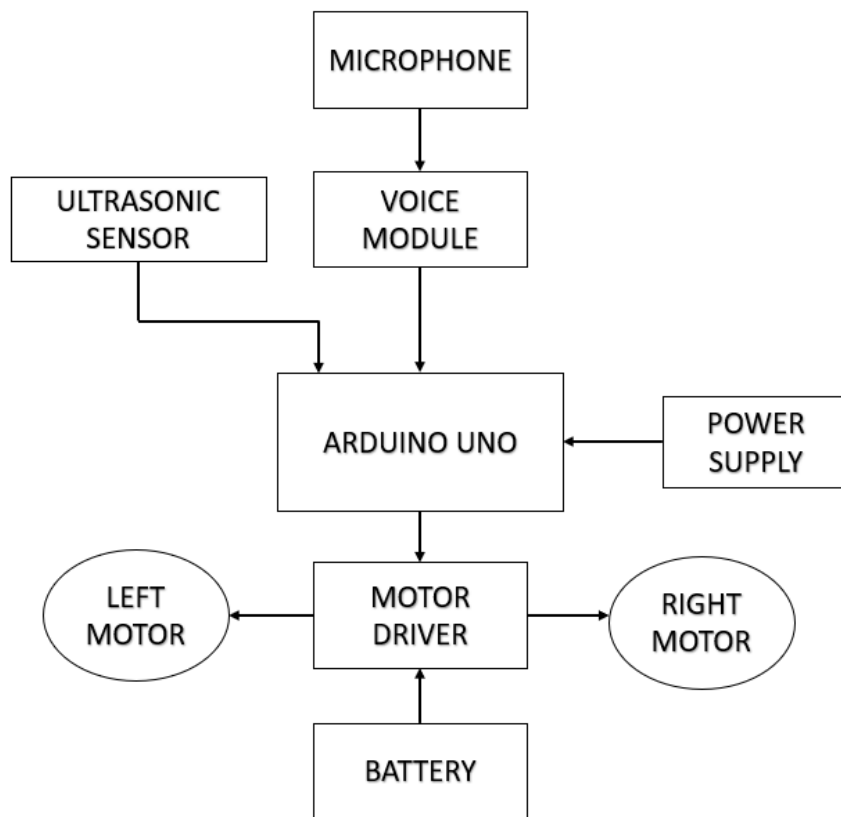 MICROPHONE
ULTRASONIC
SENSOR
VOICE
MODULE
ARDUINO UNO
POWER
SUPPLY
LEFT
MOTOR
MOTOR
DRIVER
RIGHT
MOTOR
BATTERY